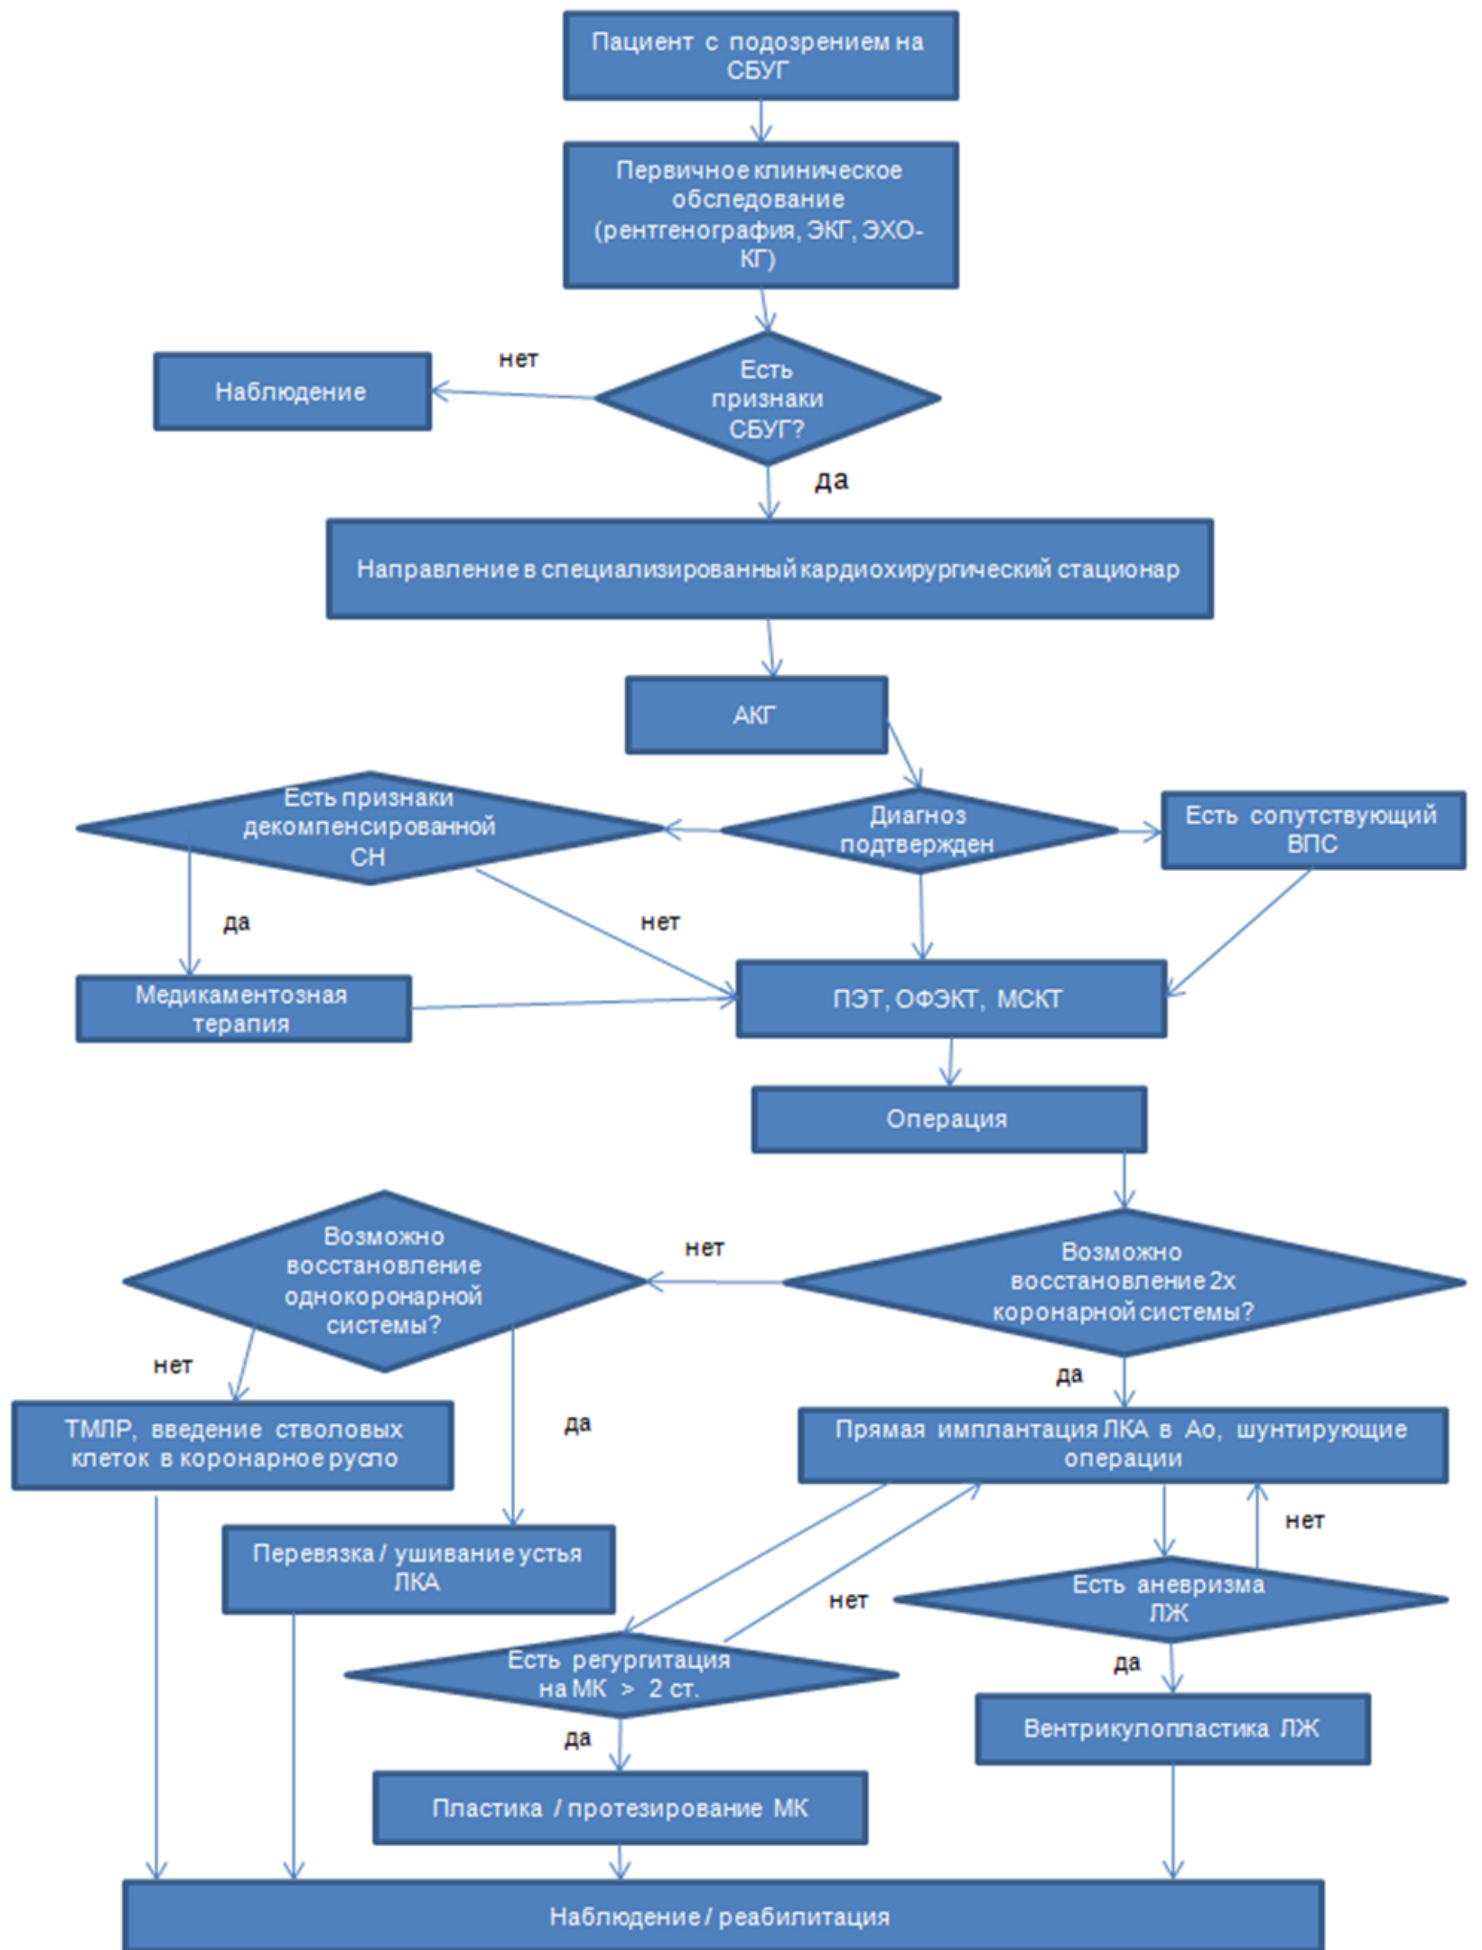 Пациент с подозрением на
СБУГ
Первичное клиническое
обследование
(рентгенография, ЭКГ, ЭХО-
КГ)
нет
Наблюдение
Есть
признаки
СБУГ?
да
Направление в специализированный кардиохирургический стационар
АКГ
Есть признаки
декомпенсированной
СН
Диагноз
подтвержден
Есть сопутствующий
ВПС
да
нет
Медикаментозная
терапия
ПЭТ, ОФЭКТ, МСКТ
Операция
Возможно
восстановление
однокоронарной
системы?
нет
Возможно
восстановление 2х
коронарной системы?
нет
да
да
ТМЛР, введение стволовых
клеток в коронарное русло
Прямая имплантация ЛКА в Ао, шунтирующие
операции
Перевязка / ушивание устья
ЛКА
нет
нет
Есть аневризма
ЛЖ
Есть регургитация
на МК > 2 ст.
да
да
Вентрикулопластика ЛЖ
Пластика / протезирование МК
Наблюдение / реабилитация